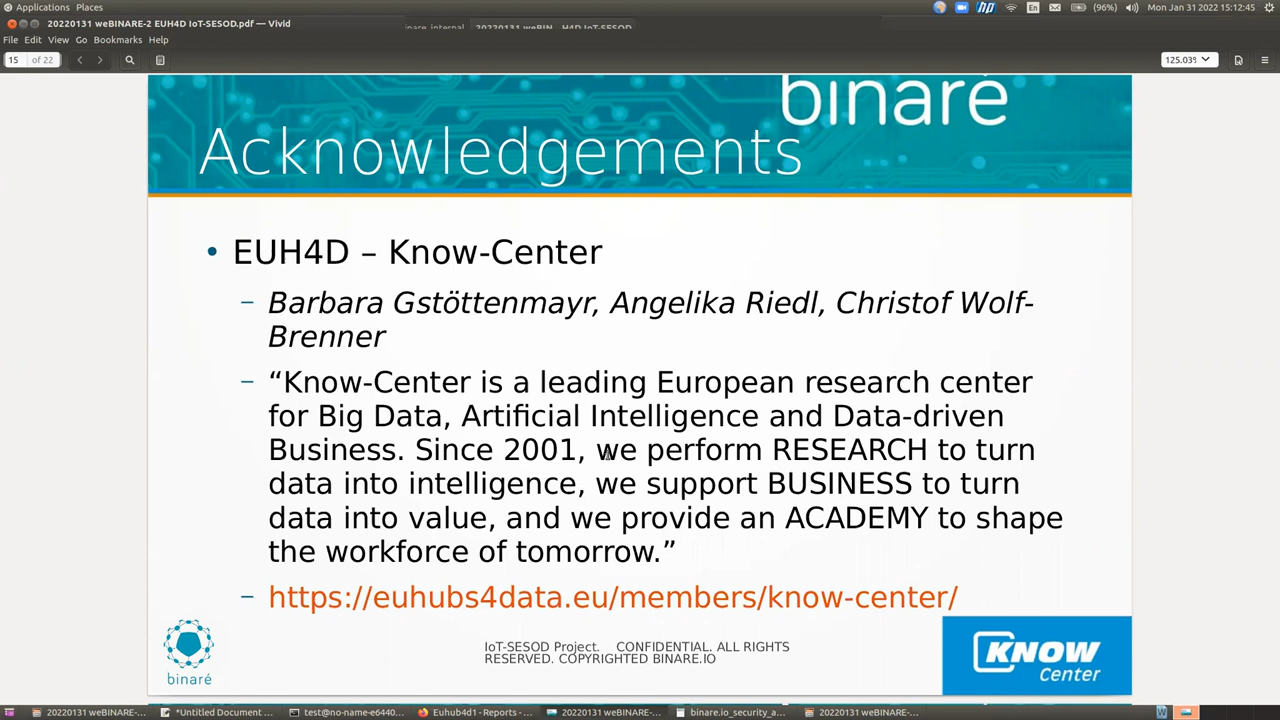 Applications Places
En (96%) Mon Jan 31 2022 15:12:45
20220131 weBINARE-2 EUH4D IoT-SESOD.pdf — Vivid
File Edit View Go Bookmarks Help
15 of 22
125.03%
binaré
Acknowledgements
• EUH4D – Know-Center
– Barbara Gstöttenmayr, Angelika Riedl, Christof Wolf-
Brenner
– “Know-Center is a leading European research center
for Big Data, Artificial Intelligence and Data-driven
Business. Since 2001, we perform RESEARCH to turn
data into intelligence, we support BUSINESS to turn
data into value, and we provide an ACADEMY to shape
the workforce of tomorrow.”
– https://euhubs4data.eu/members/know-center/
binaré
IoT-SESOD Project. CONFIDENTIAL. ALL RIGHTS
RESERVED. COPYRIGHTED BINARE.IO
KNOW
Center
20220131 weBINARE-... *Untitled Document ... test@no-name-e6440... Euhub4d1 - Reports - ... 20220131 weBINARE-... binare.io_security_a... 20220131 weBINARE-...